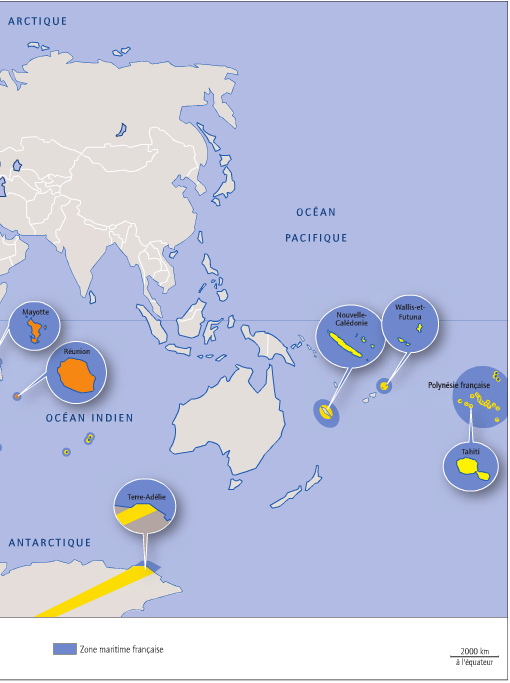 ARCTIQUE
OCÉAN
PACIFIQUE
Mayotte
Nouvelle-
Calédonie
Wallis-et-
Futuna
Réunion
Polynésie française
OCÉAN INDIEN
Tahiti
Terre-Adélie
ANTARCTIQUE
Zone maritime française
2000 km
à l'équateur